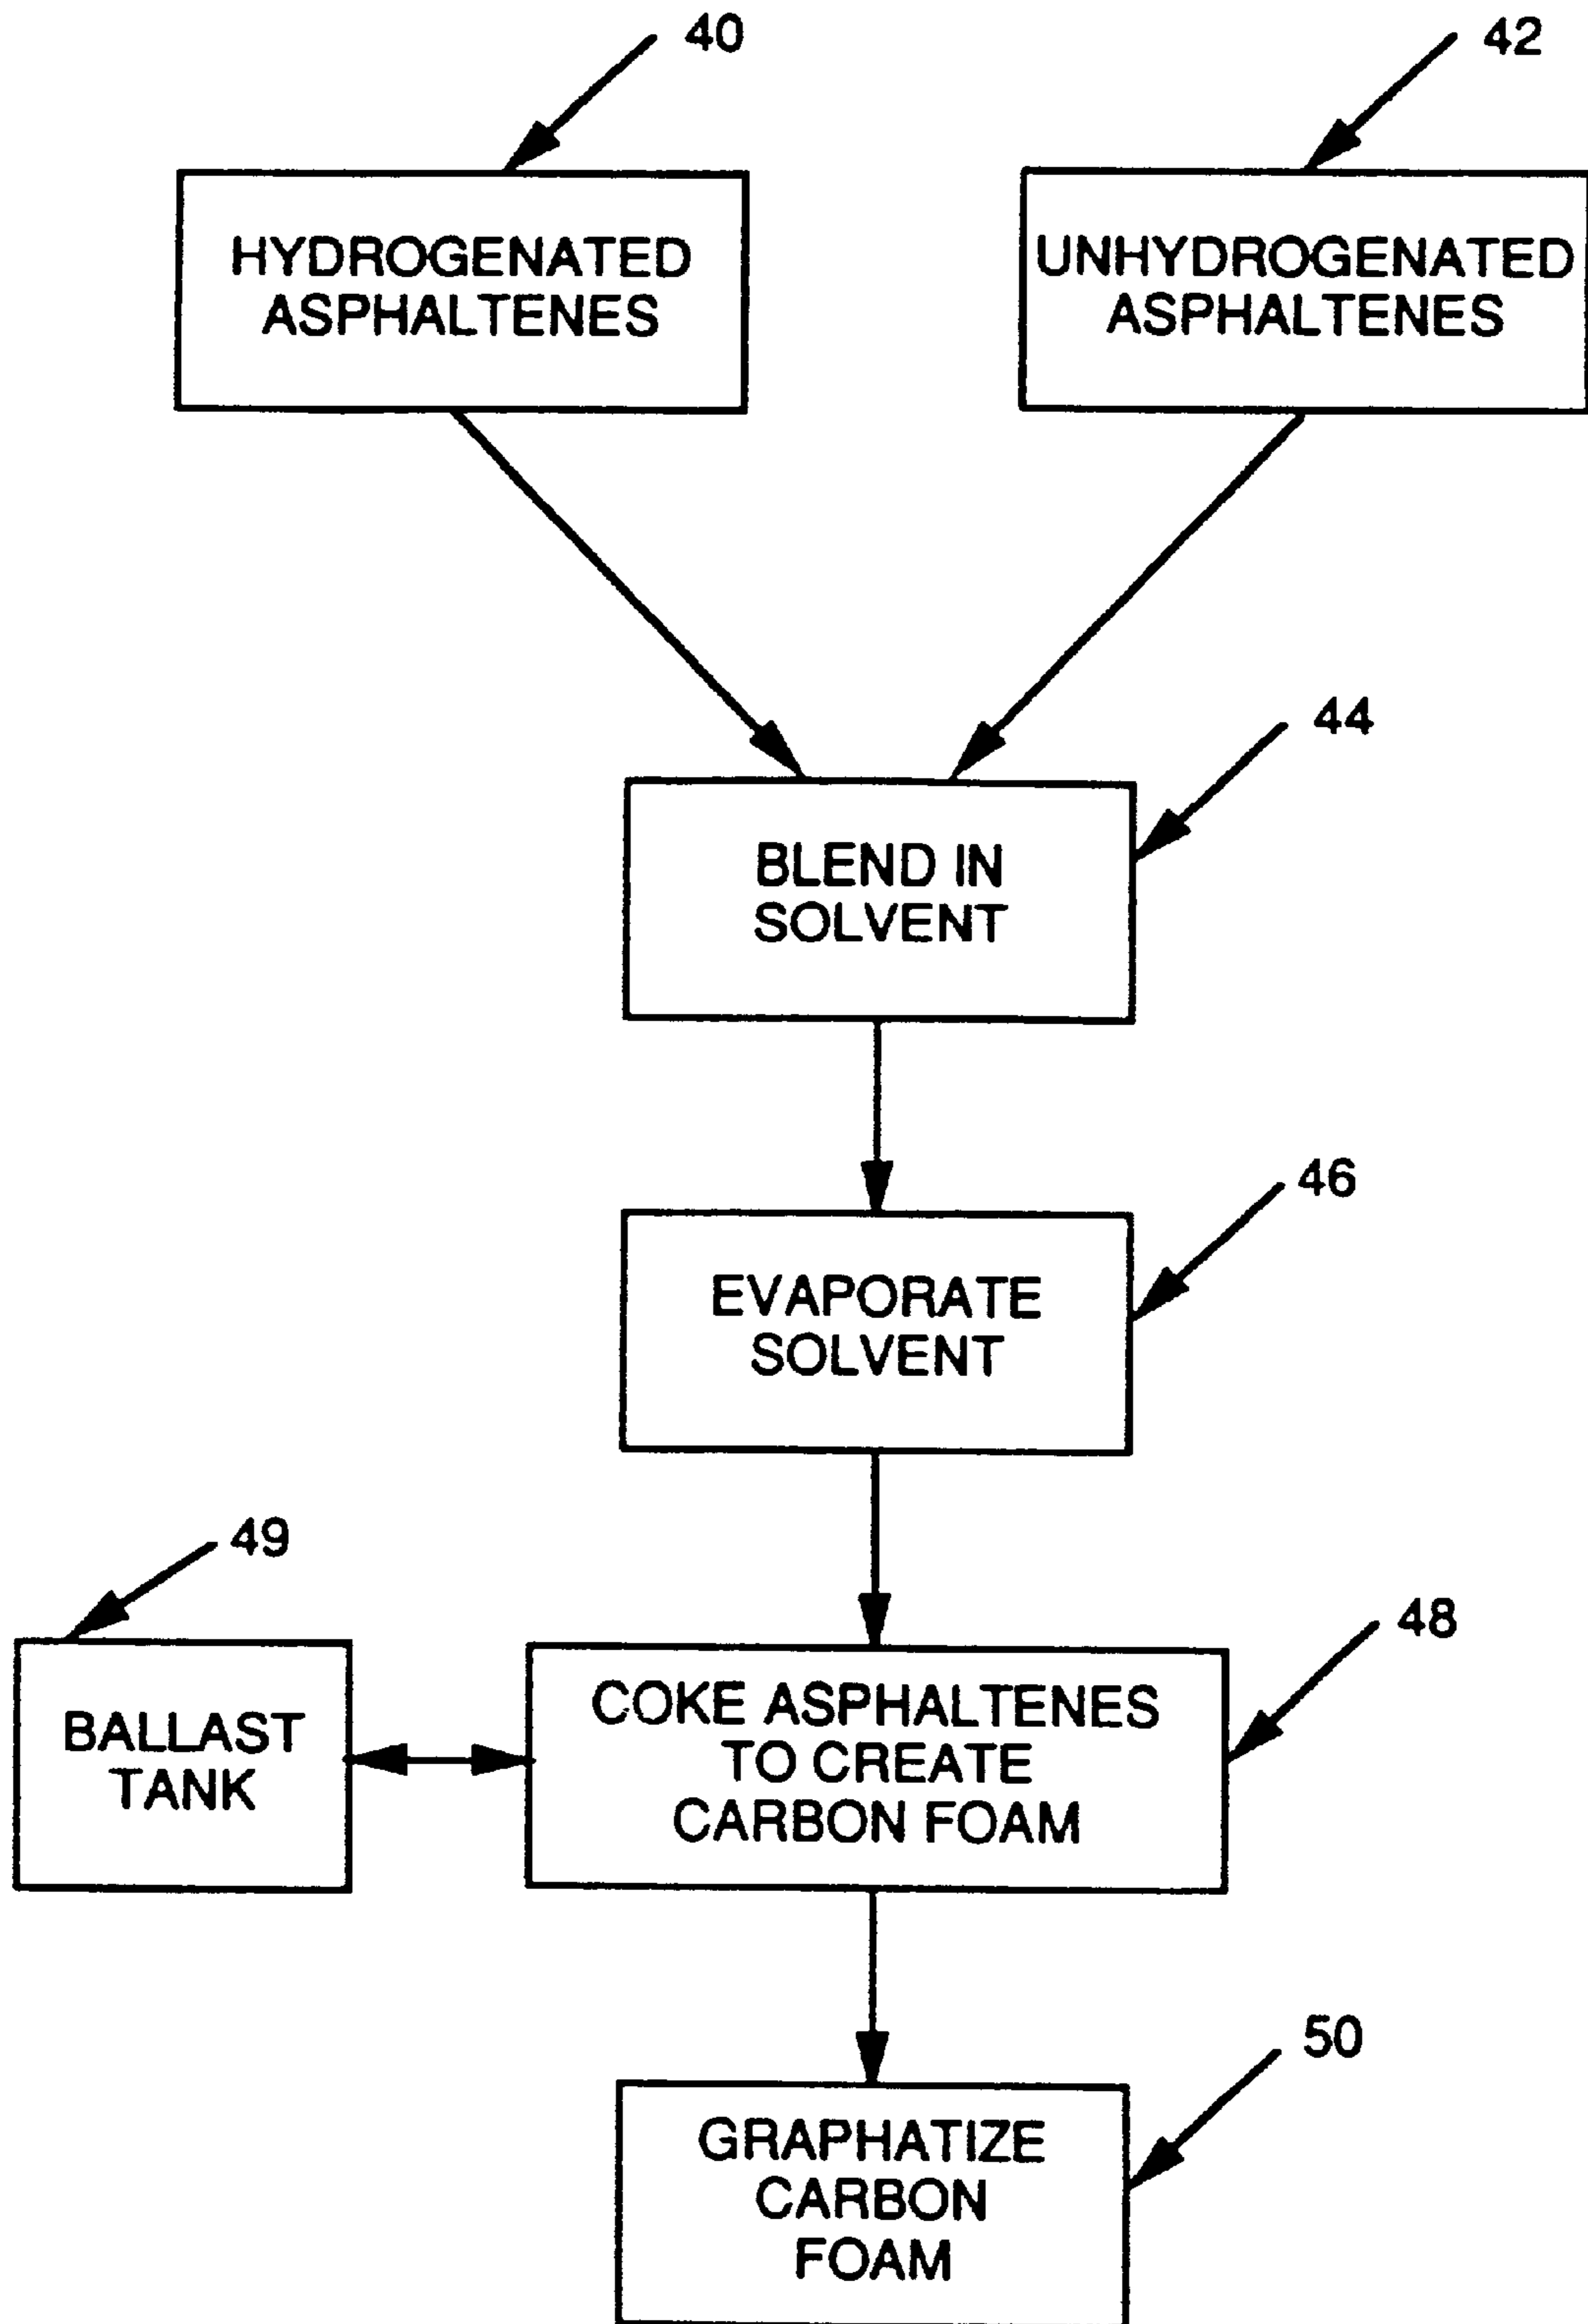 40
42
HYDROGENATED
ASPHALTENES
UNHYDROGENATED
ASPHALTENES
44
BLEND IN
SOLVENT
46
EVAPORATE
SOLVENT
49
48
BALLAST
TANK
COKE ASPHALTENES
TO CREATE
CARBON FOAM
50
GRAPHATIZE
CARBON
FOAM